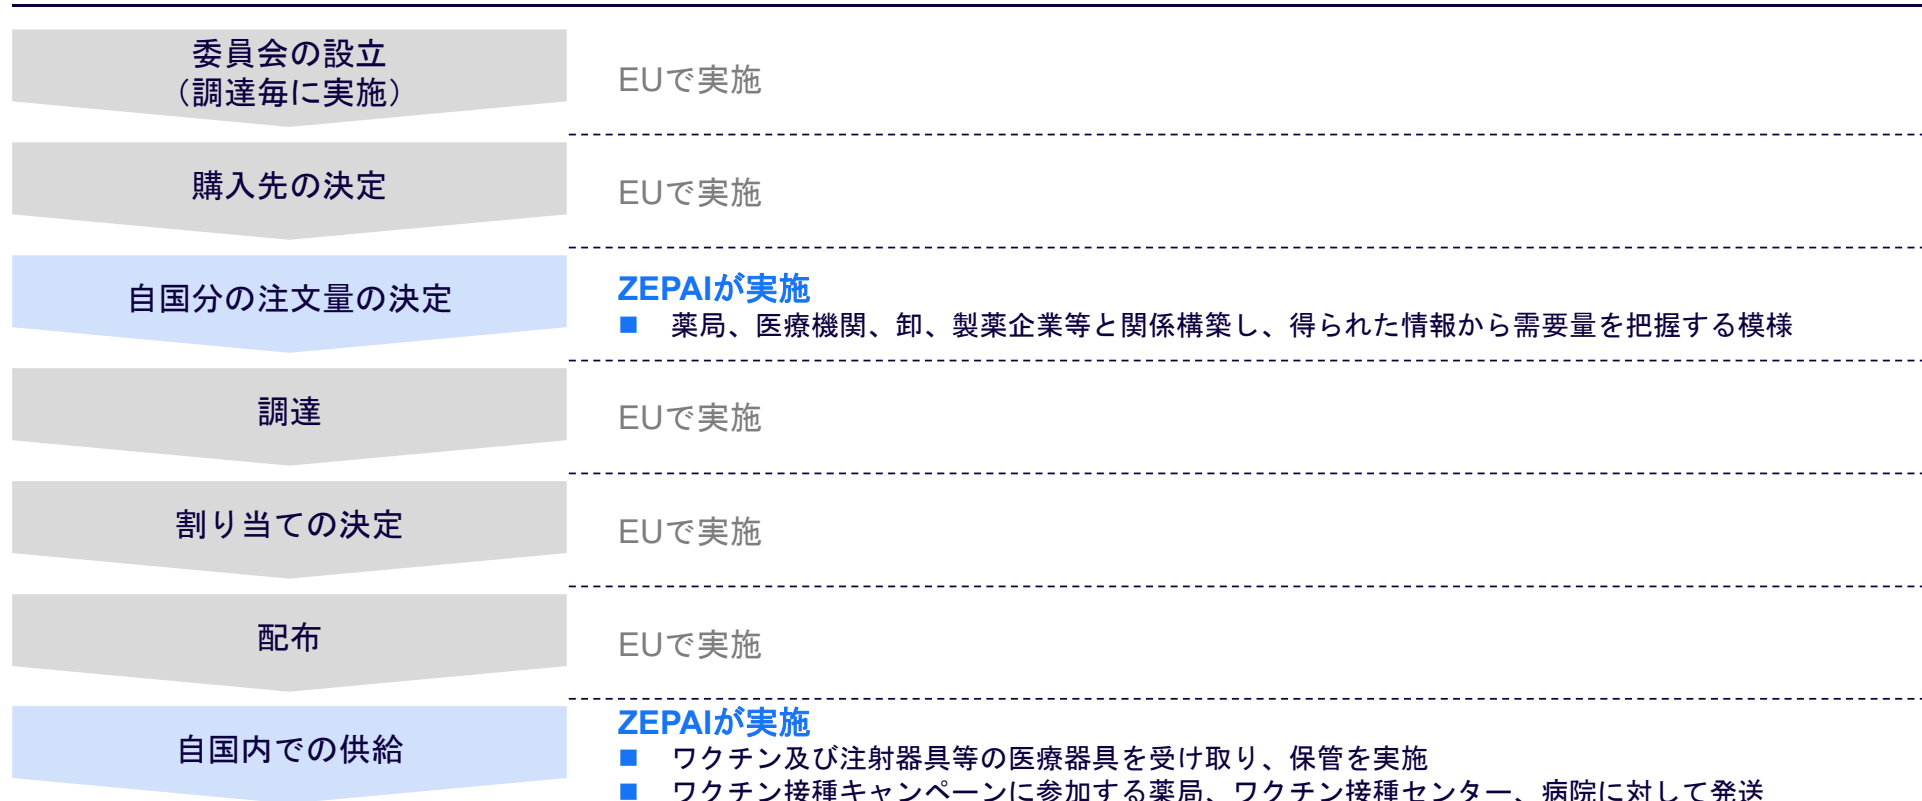 委員会の設立
（調達毎に実施）
EUで実施
購入先の決定
EUで実施
自国分の注文量の決定
ZEPAIが実施
■ 薬局、医療機関、卸、製薬企業等と関係構築し、得られた情報から需要量を把握する模様
調達
EUで実施
割り当ての決定
EUで実施
配布
EUで実施
自国内での供給
ZEPAIが実施
■ ワクチン及び注射器具等の医療器具を受け取り、保管を実施
■ ワクチン接種キャンペーンに参加する薬局、ワクチン接種センター、病院に対して発送